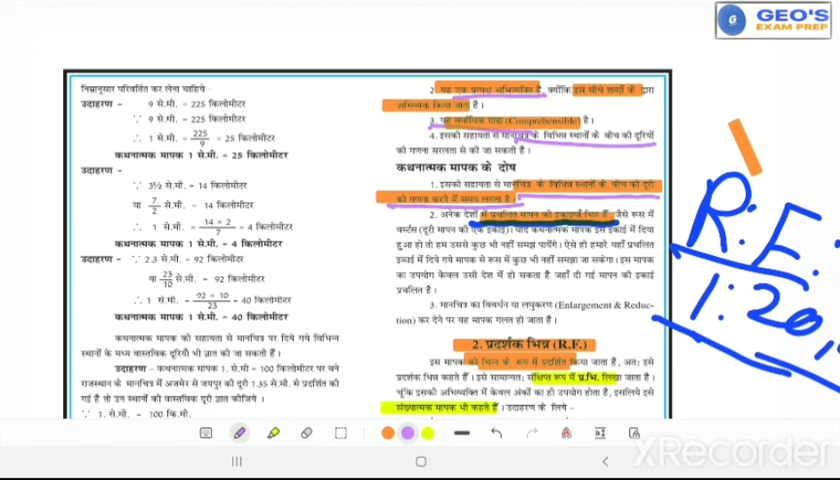 GEO'S
EXAM PREP
निम्नानुसार परिवर्तित कर लेना चाहिये -
उदाहरण - 9 से.मी. = 225 किलोमीटर
∵ 9 से.मी. = 225 किलोमीटर
∴ 1 से.मी. = 225/9 = 25 किलोमीटर
कथनात्मक मापक 1 से.मी. = 25 किलोमीटर
उदाहरण -
∵ 3½ से.मी. = 14 किलोमीटर
या 7/2 से.मी. = 14 किलोमीटर
∴ 1 से.मी. = 14 × 2/7 = 4 किलोमीटर
कथनात्मक मापक 1 से.मी. = 4 किलोमीटर
उदाहरण - ∵ 2.3 से.मी. = 92 किलोमीटर
या 23/10 से.मी. = 92 किलोमीटर
∴ 1 से.मी. = 92 × 10/23 = 40 किलोमीटर
कथनात्मक मापक 1 से.मी. = 40 किलोमीटर
कथनात्मक मापक की सहायता से मानचित्र पर दिये गये विभिन्न
स्थानों के मध्य वास्तविक दूरियाँ भी ज्ञात की जा सकती हैं।
उदाहरण - कथनात्मक मापक 1. से.मी. =100 किलोमीटर पर बने
राजस्थान के मानचित्र में अजमेर से जयपुर की दूरी 1.35 से.मी. से प्रदर्शित की
गई है तो उन स्थानों की वास्तविक दूरी ज्ञात कीजिये।
∵ 1. से.मी. = 100 कि.मी.
2. यह एक प्रत्यक्ष अभिव्यक्ति है, क्योंकि इसे सीधे शब्दों के द्वारा
अभिव्यक्त किया जाता है।
3. यह सर्वाधिक ग्राह्य (Comprehensible) है।
4. इसकी सहायता से मानचित्र के विभिन्न स्थानों के बीच की दूरियों
की गणना सरलता से की जा सकती है।
कथनात्मक मापक के दोष
1. इसकी सहायता से मानचित्र के विभिन्न स्थानों के बीच की दूरी
की गणना करने में समय लगता है।
2. अनेक देशों से प्रचलित मापन की इकाइयाँ भिन्न हैं, जैसे रूस में
वर्स्टस (दूरी मापन की एक इकाई)। यदि कथनात्मक मापक इस इकाई में दिया
हुआ हो तो हम उससे कुछ भी नहीं समझ पायेंगे। ऐसे ही हमारे यहाँ प्रचलित
इकाई में दिये गये मापक से रूस में कुछ भी नहीं समझा जा सकेगा। इस मापक
का उपयोग केवल उसी देश में हो सकता है जहाँ दी गई मापन की इकाई
प्रचलित है।
3. मानचित्र का विवर्धन या लघुकरण (Enlargement & Reduc-
tion) कर देने पर यह मापक गलत हो जाता है।
2. प्रदर्शक भिन्न (R.F.)
इस मापक को भिन्न के रूप में प्रदर्शित किया जाता है, अतः इसे
प्रदर्शक भिन्न कहते हैं। इसे सामान्यतः संक्षिप्त रूप में प्र.भि. लिखा जाता है।
चूंकि इसकी अभिव्यक्ति में केवल अंकों का ही उपयोग होता है, इसलिये इसे
संख्यात्मक मापक भी कहते हैं। उदाहरण के लिये -
R.F.
1:20,
XRecorder